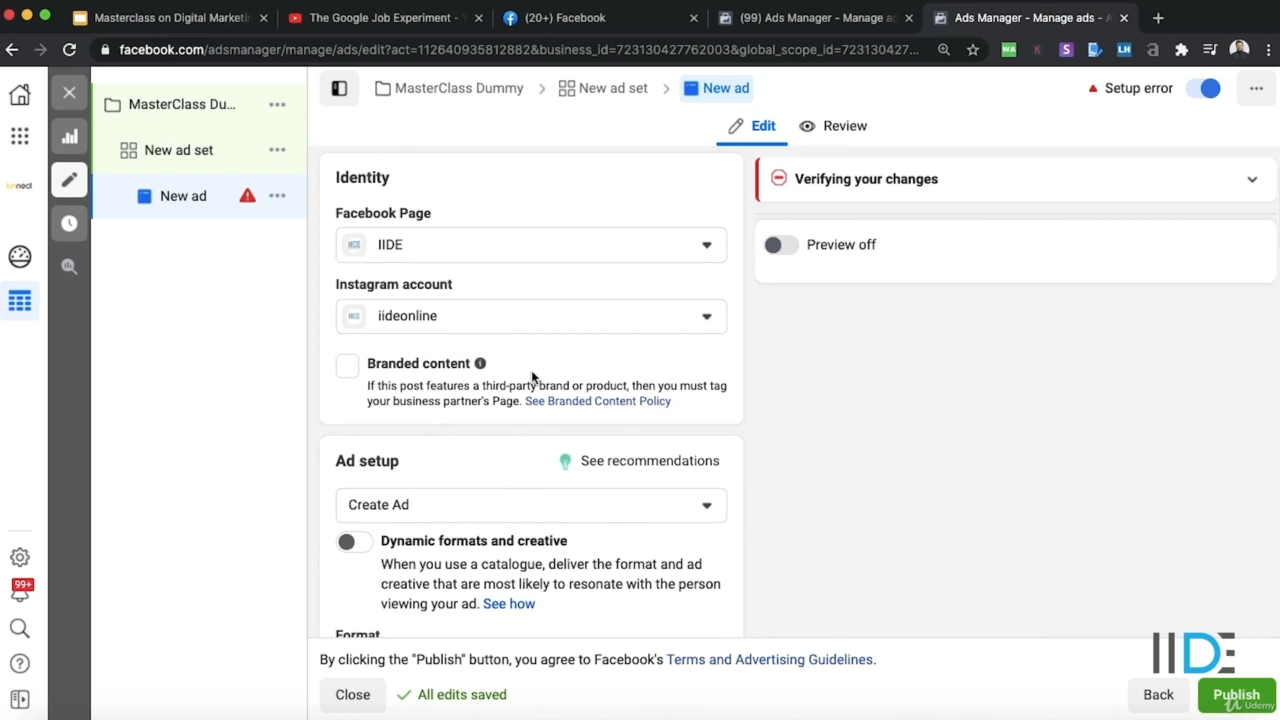 Masterclass on Digital Marketi
The Google Job Experiment - Y
(20+) Facebook
(99) Ads Manager - Manage ad
Ads Manager - Manage ads - A
facebook.com/adsmanager/manage/ads/edit?act=112640935812882&business_id=723130427762003&global_scope_id=723130427...
WA
K
S
LH
a
MasterClass Dummy
New ad set
New ad
Setup error
Edit
Review
MasterClass Du...
New ad set
New ad
Identity
Facebook Page
IIDE
Instagram account
iideonline
Branded content
If this post features a third-party brand or product, then you must tag
your business partner's Page. See Branded Content Policy
Verifying your changes
Preview off
Ad setup
See recommendations
Create Ad
Dynamic formats and creative
When you use a catalogue, deliver the format and ad
creative that are most likely to resonate with the person
viewing your ad. See how
Format
99+
By clicking the "Publish" button, you agree to Facebook's Terms and Advertising Guidelines.
IIDE
Close
All edits saved
Back
Publish
Udemy